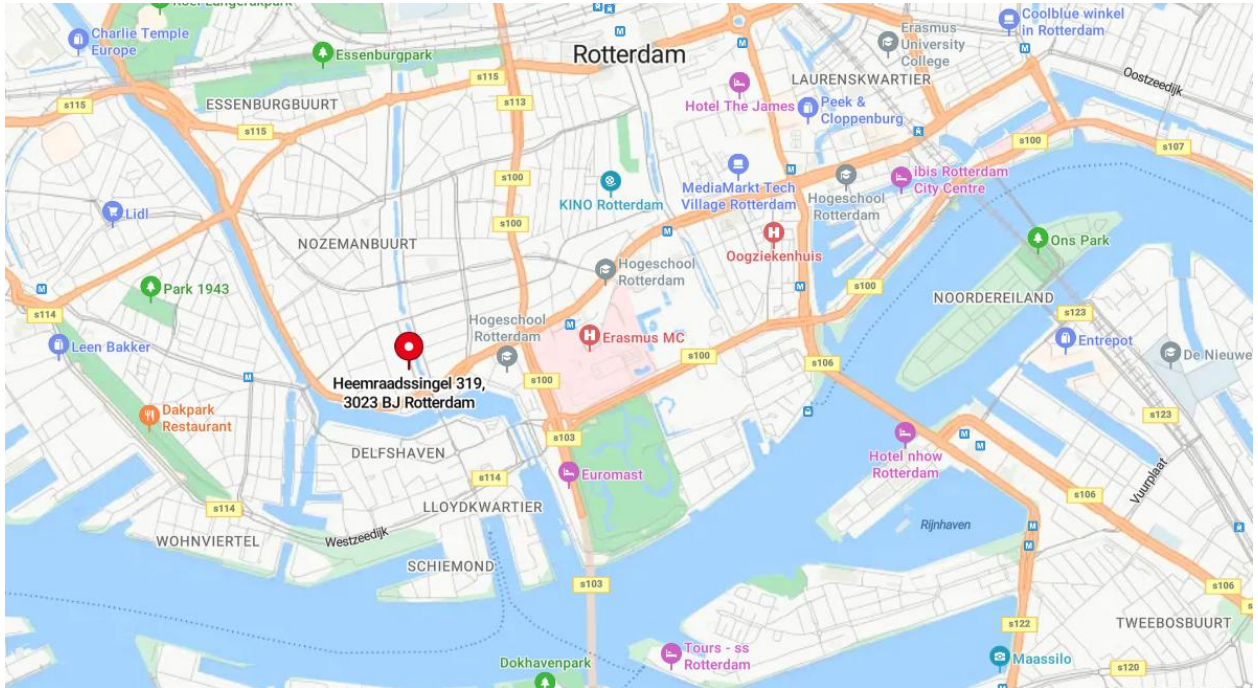 Roel Langerakpark
Charlie Temple
Europe
Essenburgpark
Rotterdam
Erasmus
University
College
Coolblue winkel
in Rotterdam
LAURENSKWARTIER
Oostzeedijk
s115
s115
ESSENBURGBUURT
s113
Hotel The James
Peek &
Cloppenburg
s115
s100
s107
s100
KINO Rotterdam
MediaMarkt Tech
Village Rotterdam
Hogeschool
Rotterdam
ibis Rotterdam
City Centre
Lidl
s100
NOZEMANBUURT
Oogziekenhuis
Ons Park
Hogeschool
Rotterdam
s100
Park 1943
NOORDEREILAND
s114
Hogeschool
Rotterdam
s123
Leen Bakker
Erasmus MC
Entrepot
De Nieuwe
s100
s106
Heemraadssingel 319,
3023 BJ Rotterdam
s100
Dakpark
Restaurant
s123
DELFSHAVEN
s103
Hotel nhow
Rotterdam
Euromast
s114
Vuurplaat
s106
s114
LLOYDKWARTIER
Rijnhaven
WOHNVIERTEL
Westzeedijk
SCHIEMOND
s103
s106
s122
TWEEBOSBUURT
Tours - ss
Rotterdam
Maassilo
s120
Dokhavenpark